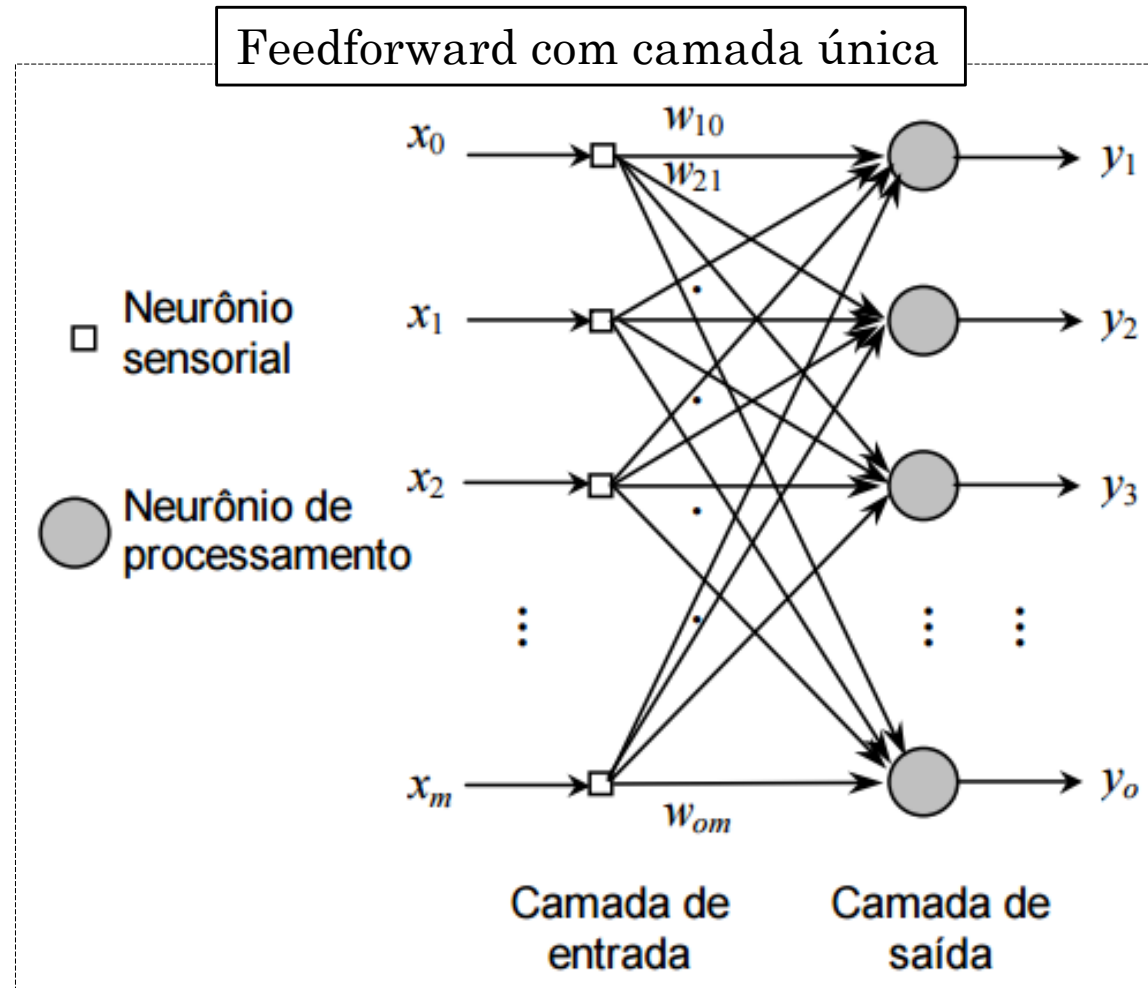 Feedforward com camada única
x0
w10
y1
w21
Neurônio
sensorial
x1
y2
x2
y3
Neurônio de
processamento
⋮
⋮
⋮
xm
wom
yo
Camada de
entrada
Camada de
saída